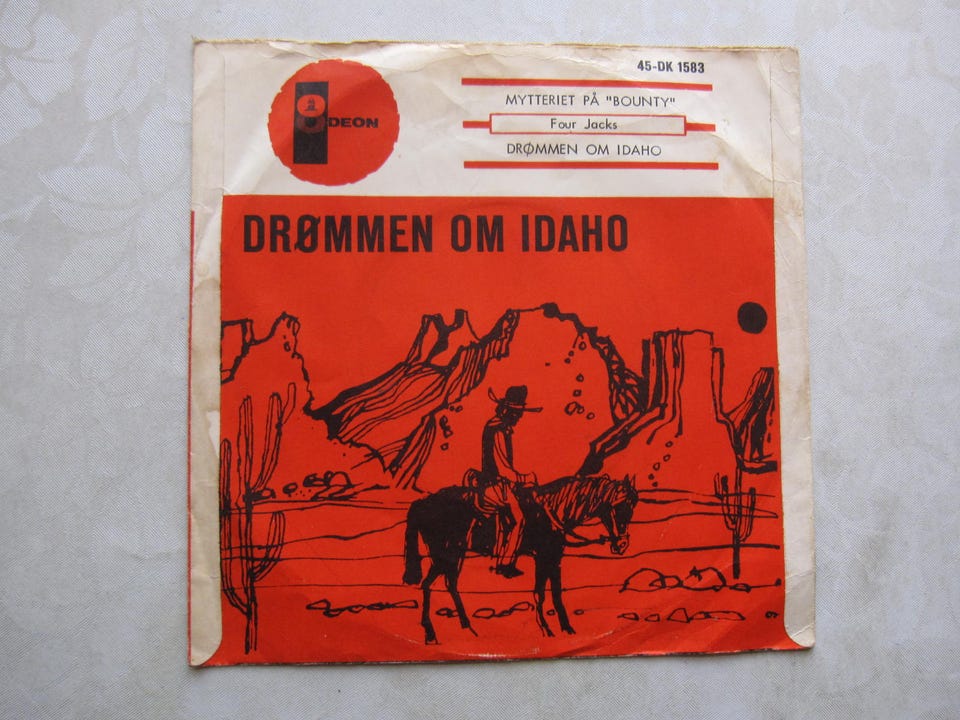 ODEON
45-DK 1583
MYTTERIET PÅ "BOUNTY"
Four Jacks
DRØMMEN OM IDAHO
DRØMMEN OM IDAHO